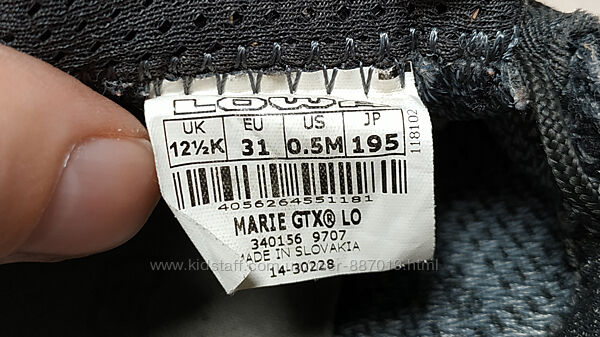 LOWA
UK EU US JP
12½K 31 0.5M 195
118102
4056264551181
MARIE GTX® LO
340156 9707
MADE IN SLOVAKIA
14-30228